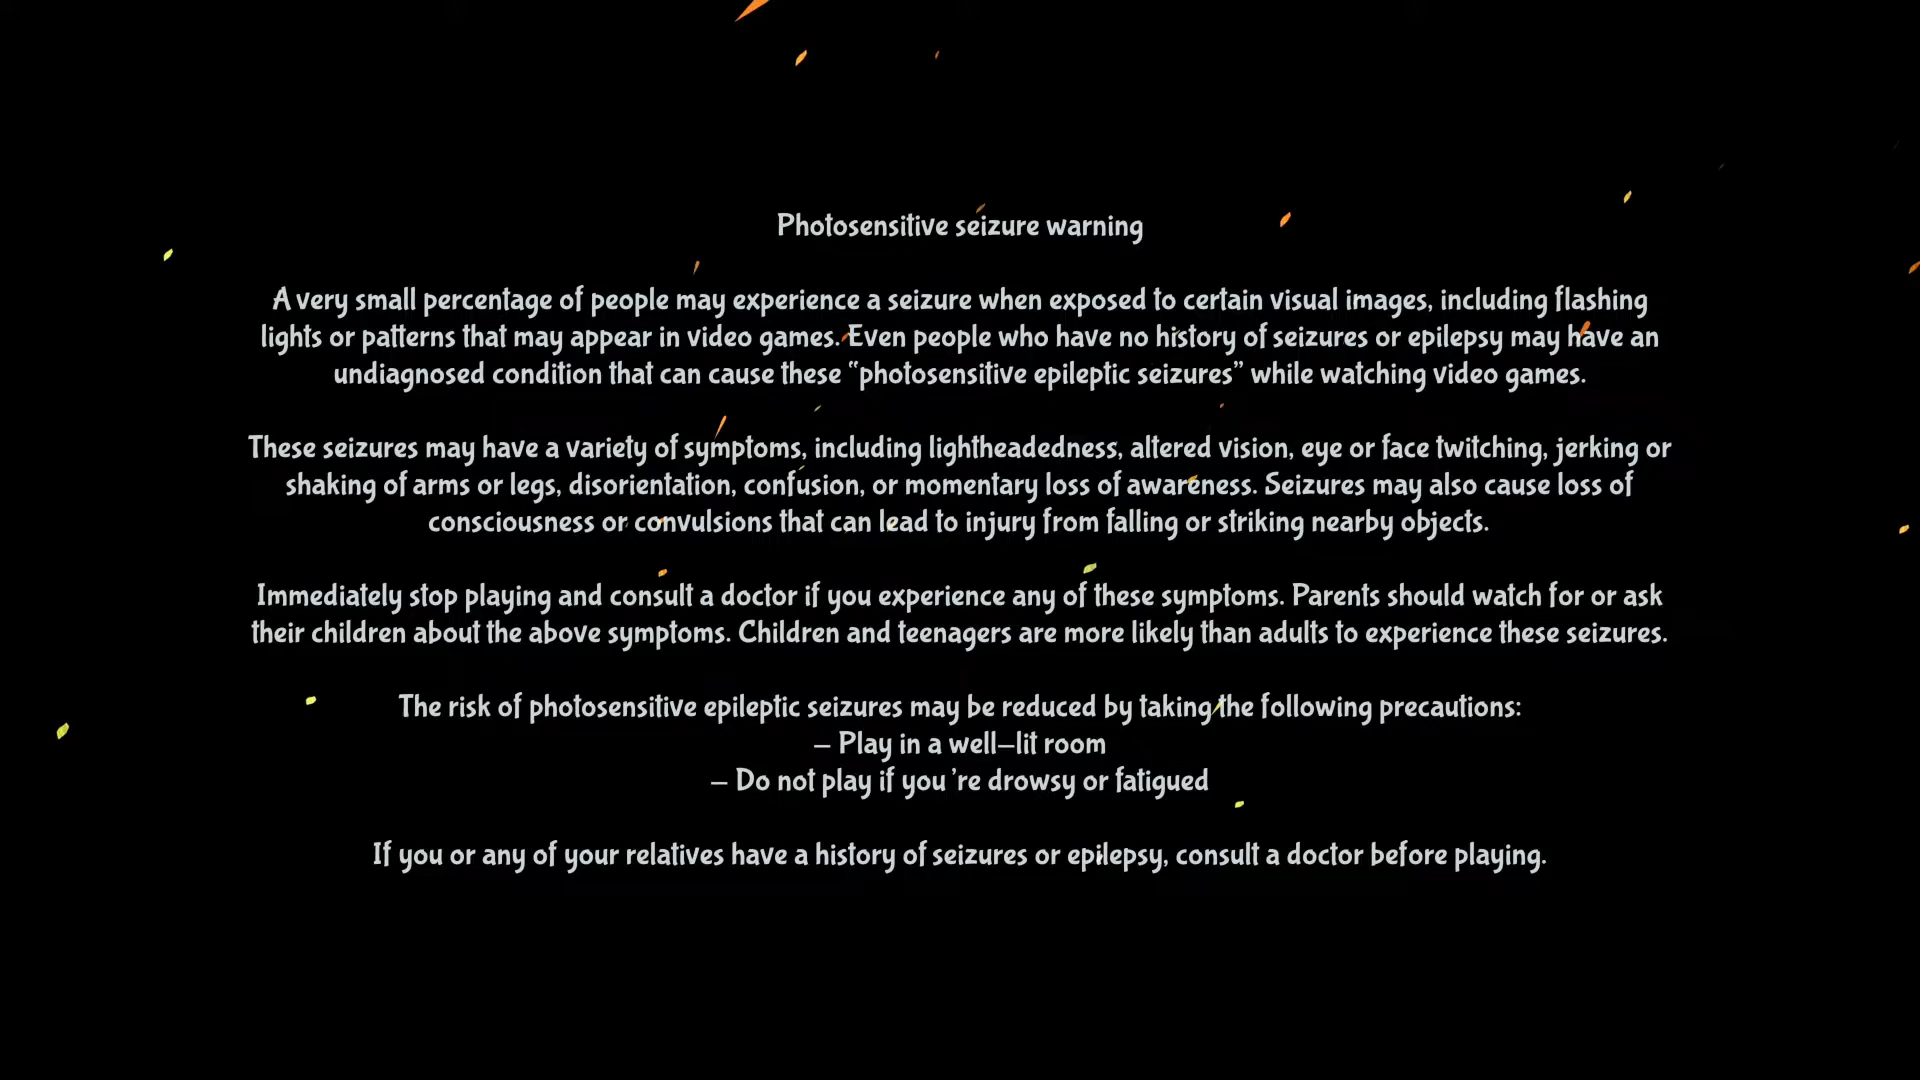 Photosensitive seizure warning
A very small percentage of people may experience a seizure when exposed to certain visual images, including flashing
lights or patterns that may appear in video games. Even people who have no history of seizures or epilepsy may have an
undiagnosed condition that can cause these “photosensitive epileptic seizures” while watching video games.
These seizures may have a variety of symptoms, including lightheadedness, altered vision, eye or face twitching, jerking or
shaking of arms or legs, disorientation, confusion, or momentary loss of awareness. Seizures may also cause loss of
consciousness or convulsions that can lead to injury from falling or striking nearby objects.
Immediately stop playing and consult a doctor if you experience any of these symptoms. Parents should watch for or ask
their children about the above symptoms. Children and teenagers are more likely than adults to experience these seizures.
The risk of photosensitive epileptic seizures may be reduced by taking the following precautions:
– Play in a well–lit room
– Do not play if you’re drowsy or fatigued
If you or any of your relatives have a history of seizures or epilepsy, consult a doctor before playing.